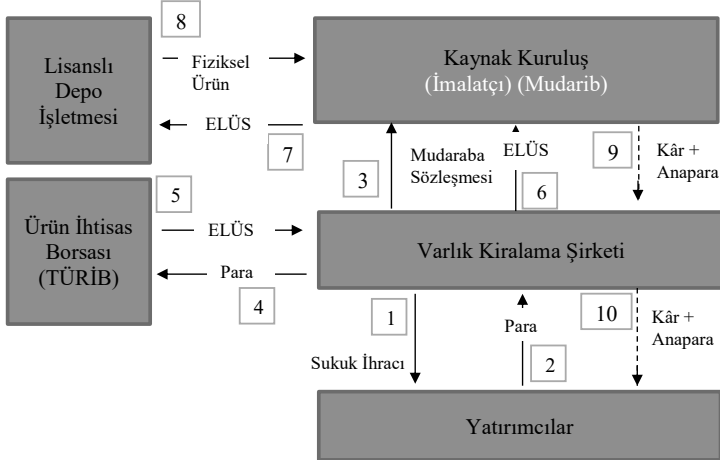 8
Lisanslı
Depo
İşletmesi
Fiziksel
Ürün
ELÜS
7
Kaynak Kuruluş
(İmalatçı) (Mudarib)
3
Mudaraba
Sözleşmesi
ELÜS
6
9
Kâr +
Anapara
5
Ürün İhtisas
Borsası
(TÜRİB)
ELÜS
Para
4
Varlık Kiralama Şirketi
1
Sukuk İhracı
Para
2
10
Kâr +
Anapara
Yatırımcılar